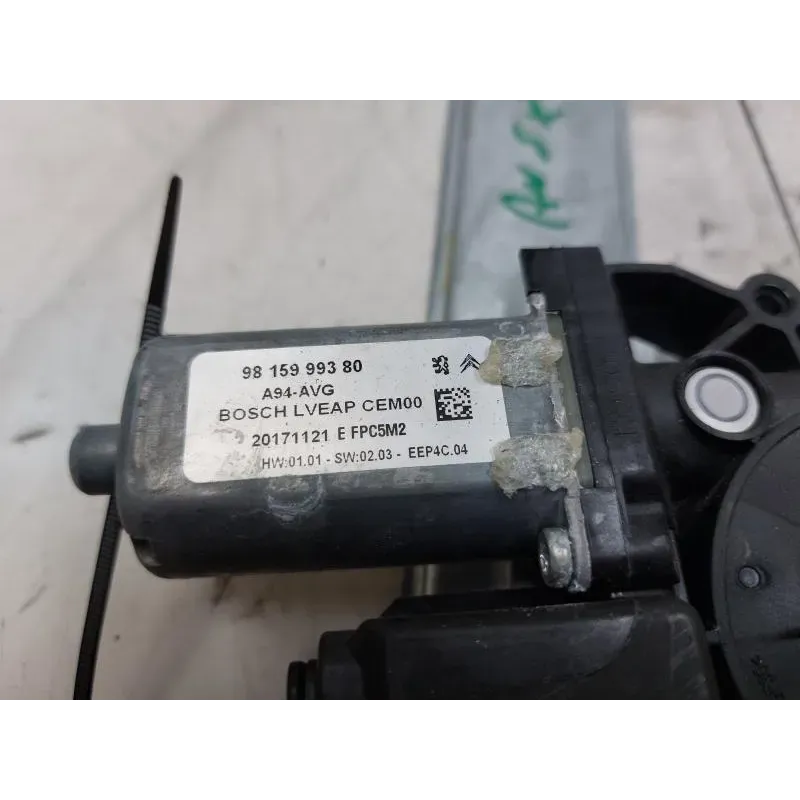 98 159 993 80
A94-AVG
BOSCH LVEAP CEM00
20171121 E FPC5M2
HW:01.01 - SW:02.03 - EEP4C.04